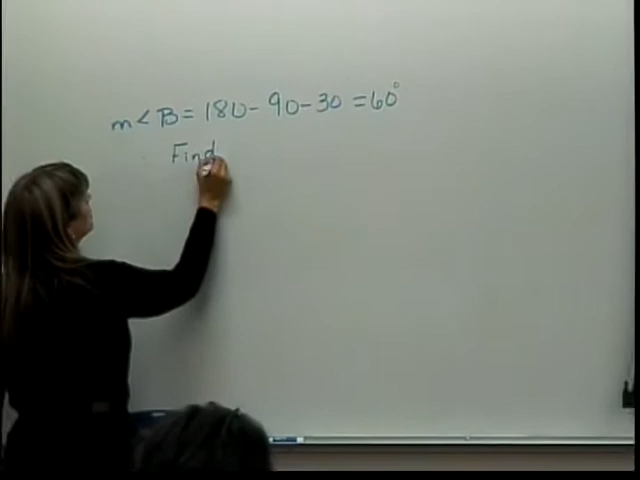 m < B = 180 - 90 - 30 = 60°
Find